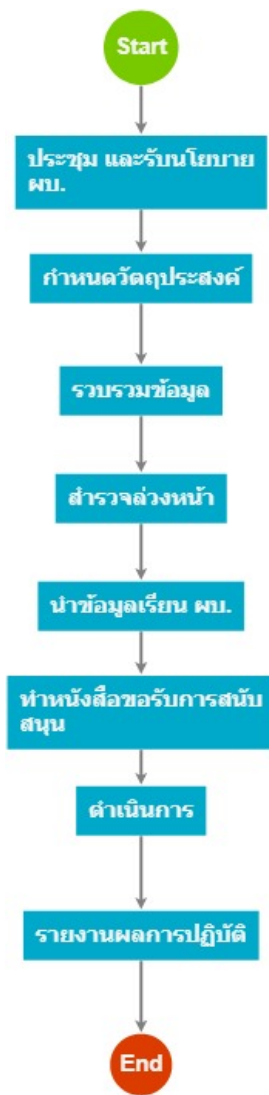 Start
ประชุม และรับนโยบาย
ผบ.
กำหนดวัตถุประสงค์
รวบรวมข้อมูล
สำรวจล่วงหน้า
นำข้อมูลเรียน ผบ.
ทำหนังสือขอรับการสนับ
สนุน
ดำเนินการ
รายงานผลการปฏิบัติ
End